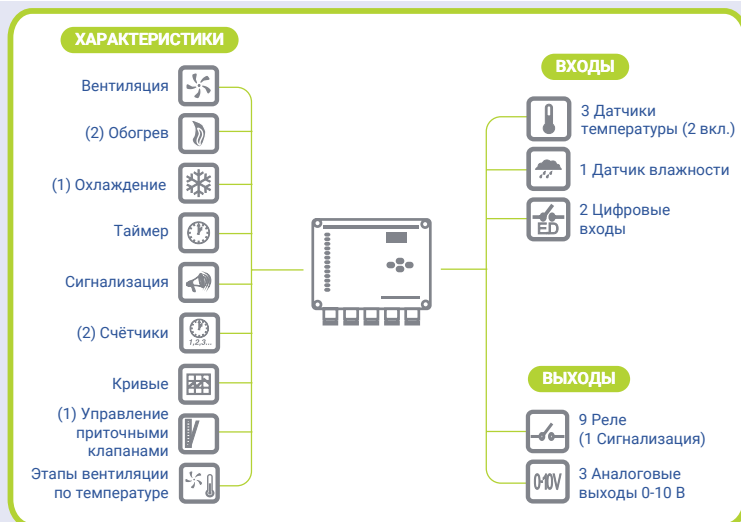 ХАРАКТЕРИСТИКИ
Вентиляция
(2) Обогрев
(1) Охлаждение
Таймер
Сигнализация
(2) Счётчики
1,2,3...
Кривые
(1) Управление
приточными
клапанами
Этапы вентиляции
по температуре
ВХОДЫ
3 Датчики
температуры (2 вкл.)
1 Датчик влажности
ED
2 Цифровые
входы
ВЫХОДЫ
9 Реле
(1 Сигнализация)
0-10V
3 Аналоговые
выходы 0-10 В